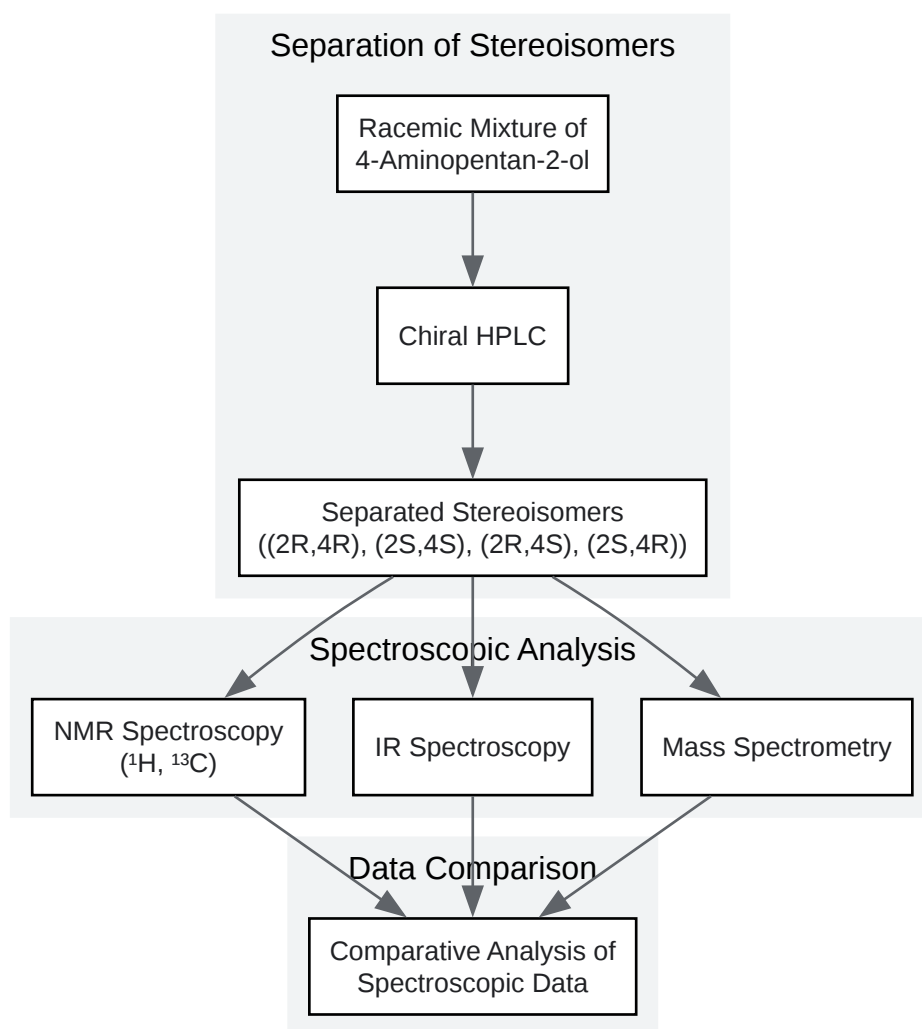 Separation of Stereoisomers
Racemic Mixture of
4-Aminopentan-2-ol
Chiral HPLC
Separated Stereoisomers
((2R,4R), (2S,4S), (2R,4S), (2S,4R))
Spectroscopic Analysis
NMR Spectroscopy
(¹H, ¹³C)
IR Spectroscopy
Mass Spectrometry
Data Comparison
Comparative Analysis of
Spectroscopic Data